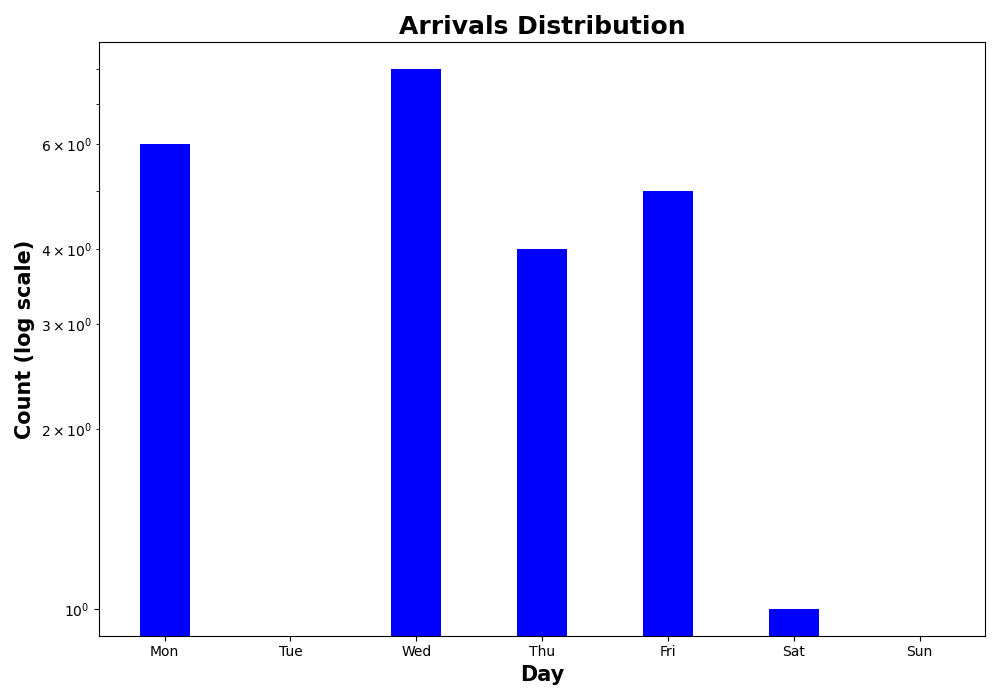 Arrivals Distribution
Count (log scale)
6 × 10⁰
4 × 10⁰
3 × 10⁰
2 × 10⁰
10⁰
Mon Tue Wed Thu Fri Sat Sun
Day